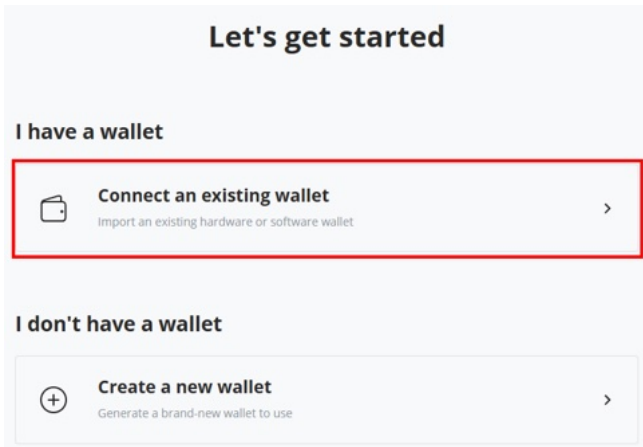 Let's get started
I have a wallet
Connect an existing wallet
Import an existing hardware or software wallet
I don't have a wallet
Create a new wallet
Generate a brand-new wallet to use